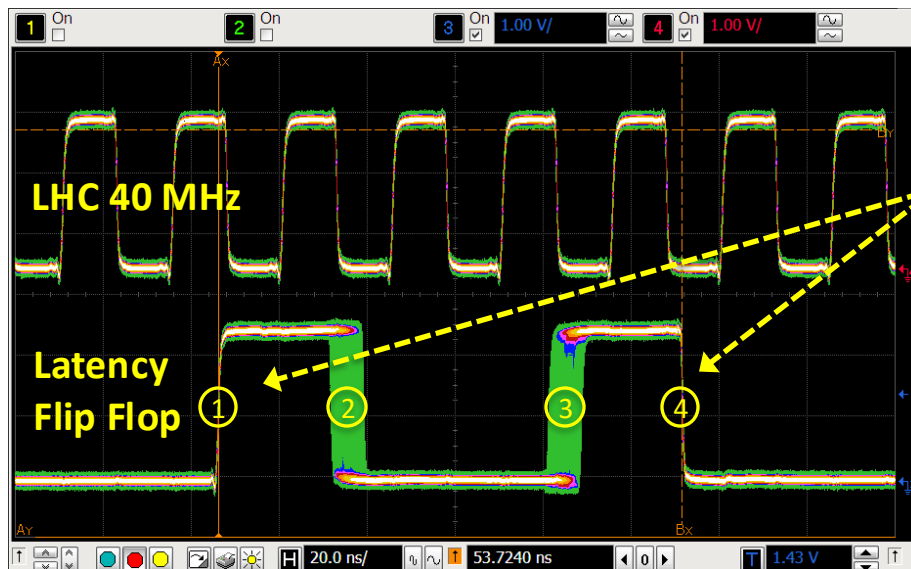 1 On 2 On 3 On 1.00 V/ 4 On 1.00 V/
Ax
BY
LHC 40 MHz
Latency
Flip Flop
1 2 3 4
AY Bx
H 20.0 ns/ 53.7240 ns 0 T 1.43 V